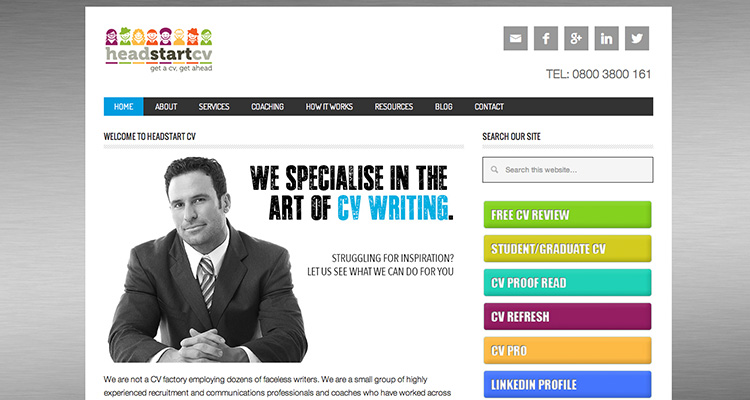 headstartcv
get a cv, get ahead
TEL: 0800 3800 161
HOME ABOUT SERVICES COACHING HOW IT WORKS RESOURCES BLOG CONTACT
WELCOME TO HEADSTART CV
WE SPECIALISE IN THE
ART OF CV WRITING.
STRUGGLING FOR INSPIRATION?
LET US SEE WHAT WE CAN DO FOR YOU
We are not a CV factory employing dozens of faceless writers. We are a small group of highly
experienced recruitment and communications professionals and coaches who have worked across
SEARCH OUR SITE
Search this website...
FREE CV REVIEW
STUDENT/GRADUATE CV
CV PROOF READ
CV REFRESH
CV PRO
LINKEDIN PROFILE